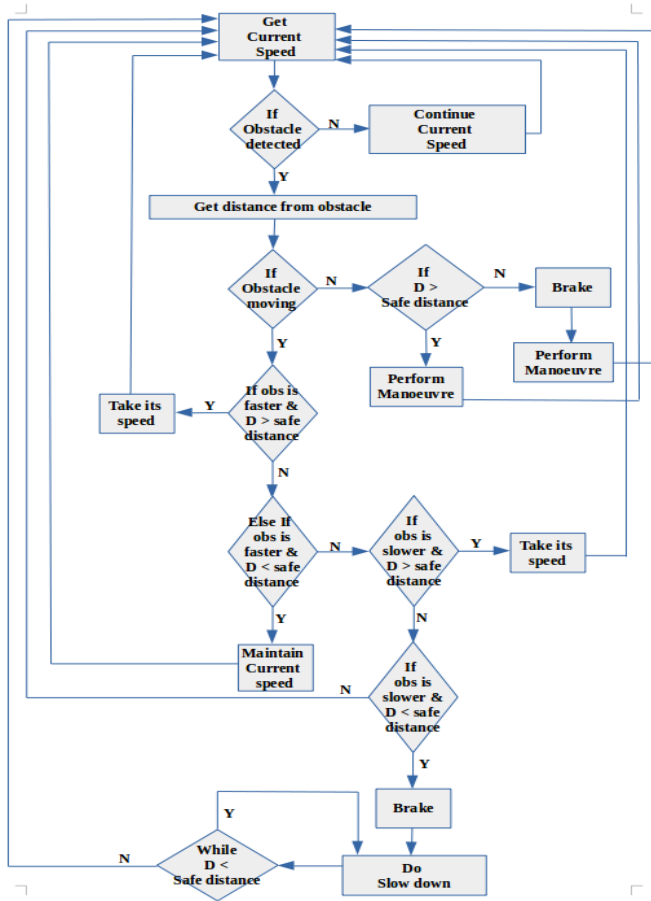 Get
Current
Speed
If
Obstacle
detected
N
Continue
Current
Speed
Y
Get distance from obstacle
If
Obstacle
moving
N
If
D >
Safe distance
N
Brake
Y
Y
Perform
Manoeuvre
Perform
Manoeuvre
If obs is
faster &
D > safe
distance
Y
Take its
speed
N
Else If
obs is
faster &
D < safe
distance
N
If
obs is
slower &
D > safe
distance
Y
Take its
speed
Y
N
Maintain
Current
speed
N
If
obs is
slower &
D < safe
distance
Y
Brake
Y
While
D <
Safe distance
N
Do
Slow down